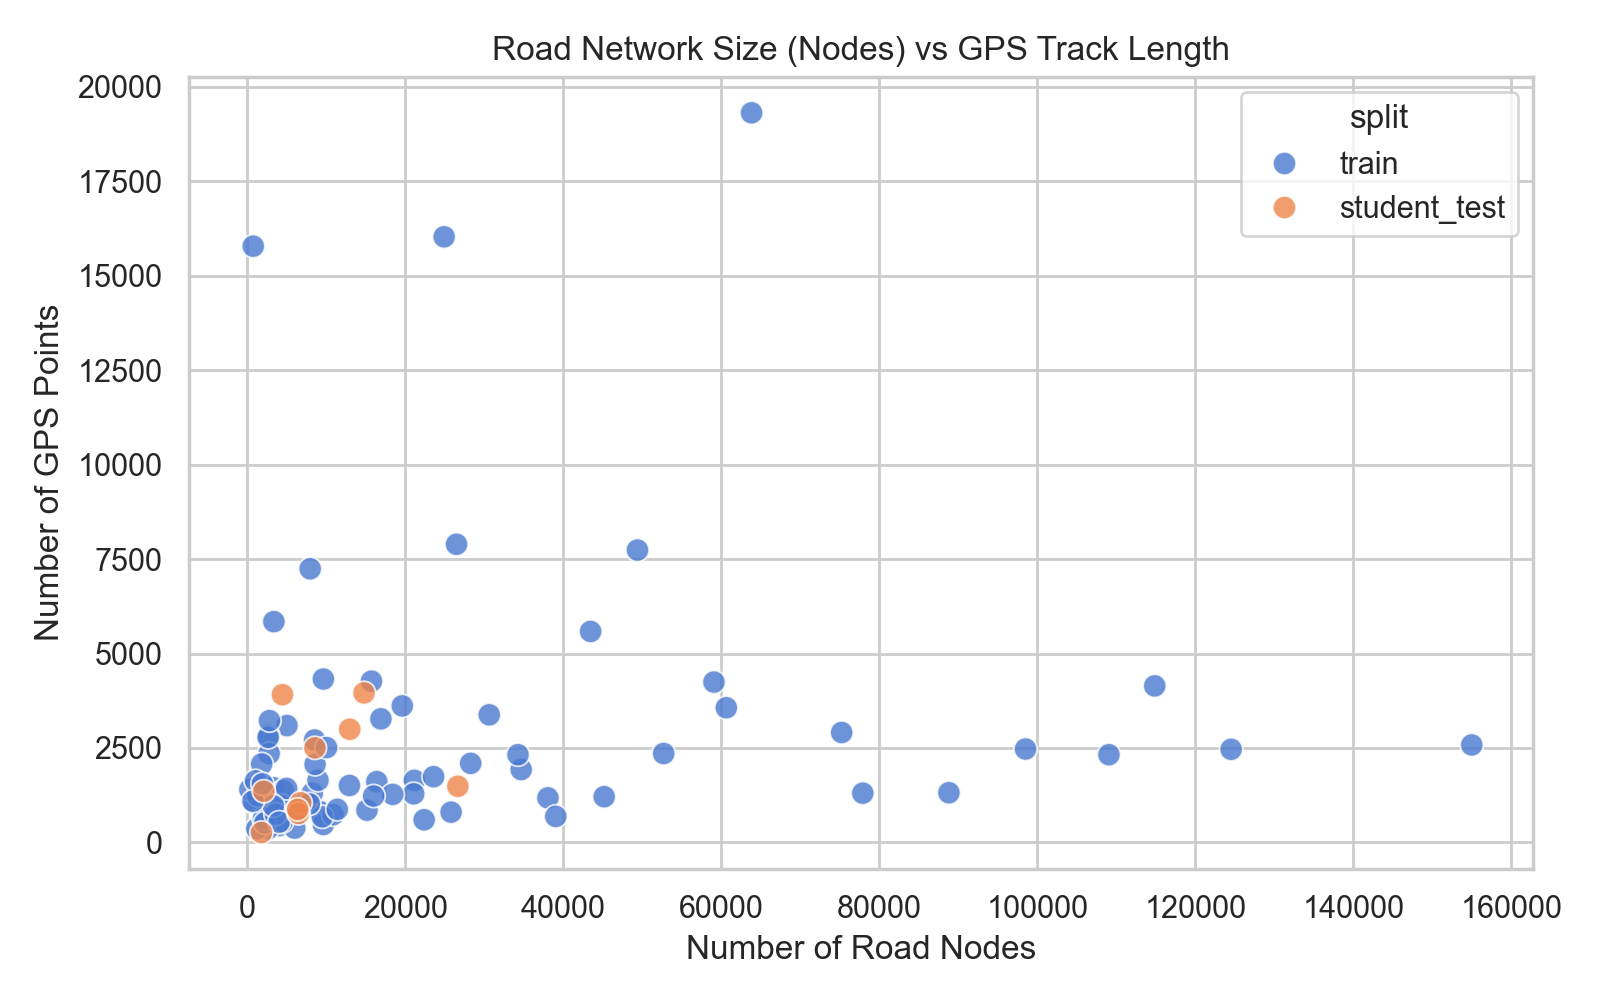 Road Network Size (Nodes) vs GPS Track Length
20000
17500
15000
12500
10000
7500
5000
2500
0
Number of GPS Points
split
train
student_test
0 20000 40000 60000 80000 100000 120000 140000 160000
Number of Road Nodes